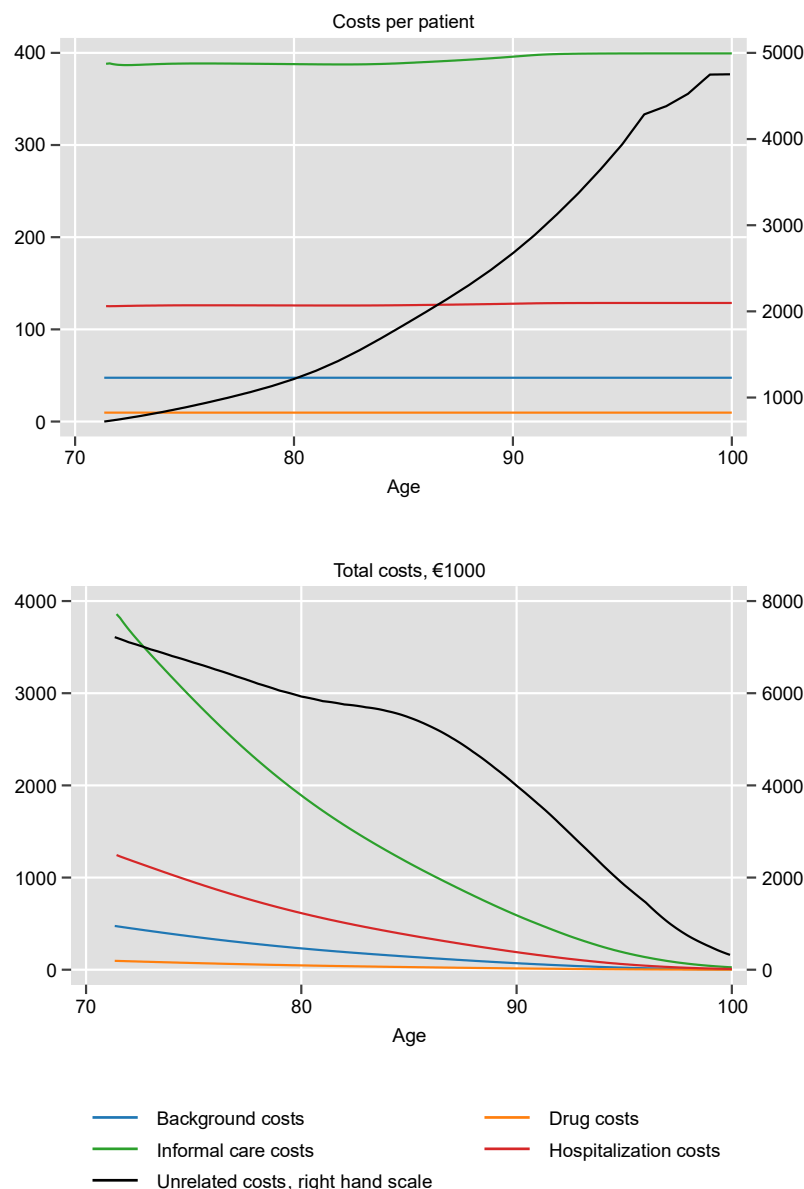 Costs per patient
400 5000
300 4000
200 3000
100 2000
0 1000
70 80 90 100
Age
Total costs, €1000
4000 8000
3000 6000
2000 4000
1000 2000
0 0
70 80 90 100
Age
Background costs Drug costs
Informal care costs Hospitalization costs
Unrelated costs, right hand scale